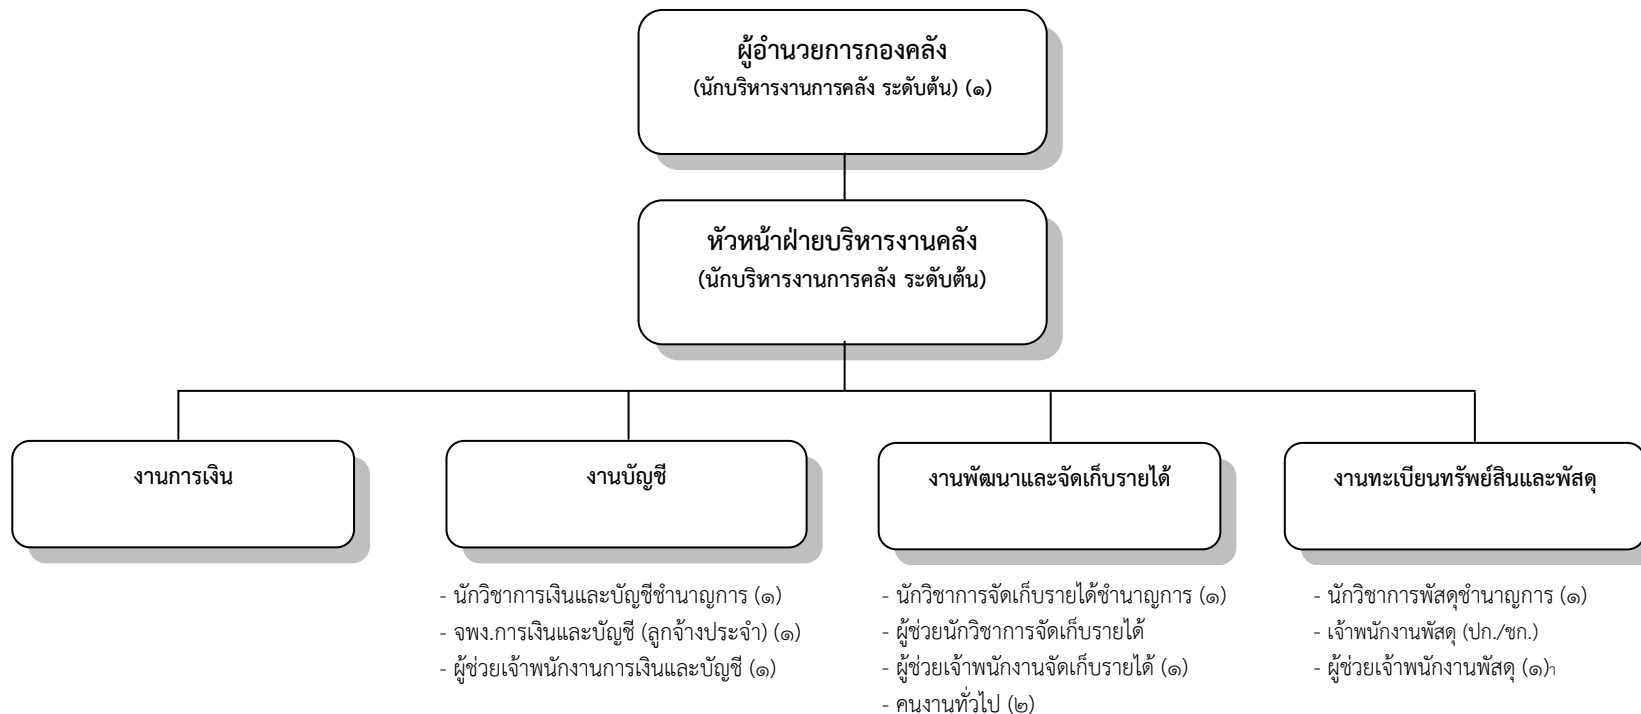 ผู้อำนวยการกองคลัง
(นักบริหารงานการคลัง ระดับต้น) (๑)
หัวหน้าฝ่ายบริหารงานคลัง
(นักบริหารงานการคลัง ระดับต้น)
งานการเงิน
งานบัญชี
- นักวิชาการเงินและบัญชีชำนาญการ (๑)
- จพง.การเงินและบัญชี (ลูกจ้างประจำ) (๑)
- ผู้ช่วยเจ้าพนักงานการเงินและบัญชี (๑)
งานพัฒนาและจัดเก็บรายได้
- นักวิชาการจัดเก็บรายได้ชำนาญการ (๑)
- ผู้ช่วยนักวิชาการจัดเก็บรายได้
- ผู้ช่วยเจ้าพนักงานจัดเก็บรายได้ (๑)
- คนงานทั่วไป (๒)
งานทะเบียนทรัพย์สินและพัสดุ
- นักวิชาการพัสดุชำนาญการ (๑)
- เจ้าพนักงานพัสดุ (ปก./ชก.)
- ผู้ช่วยเจ้าพนักงานพัสดุ (๑)า